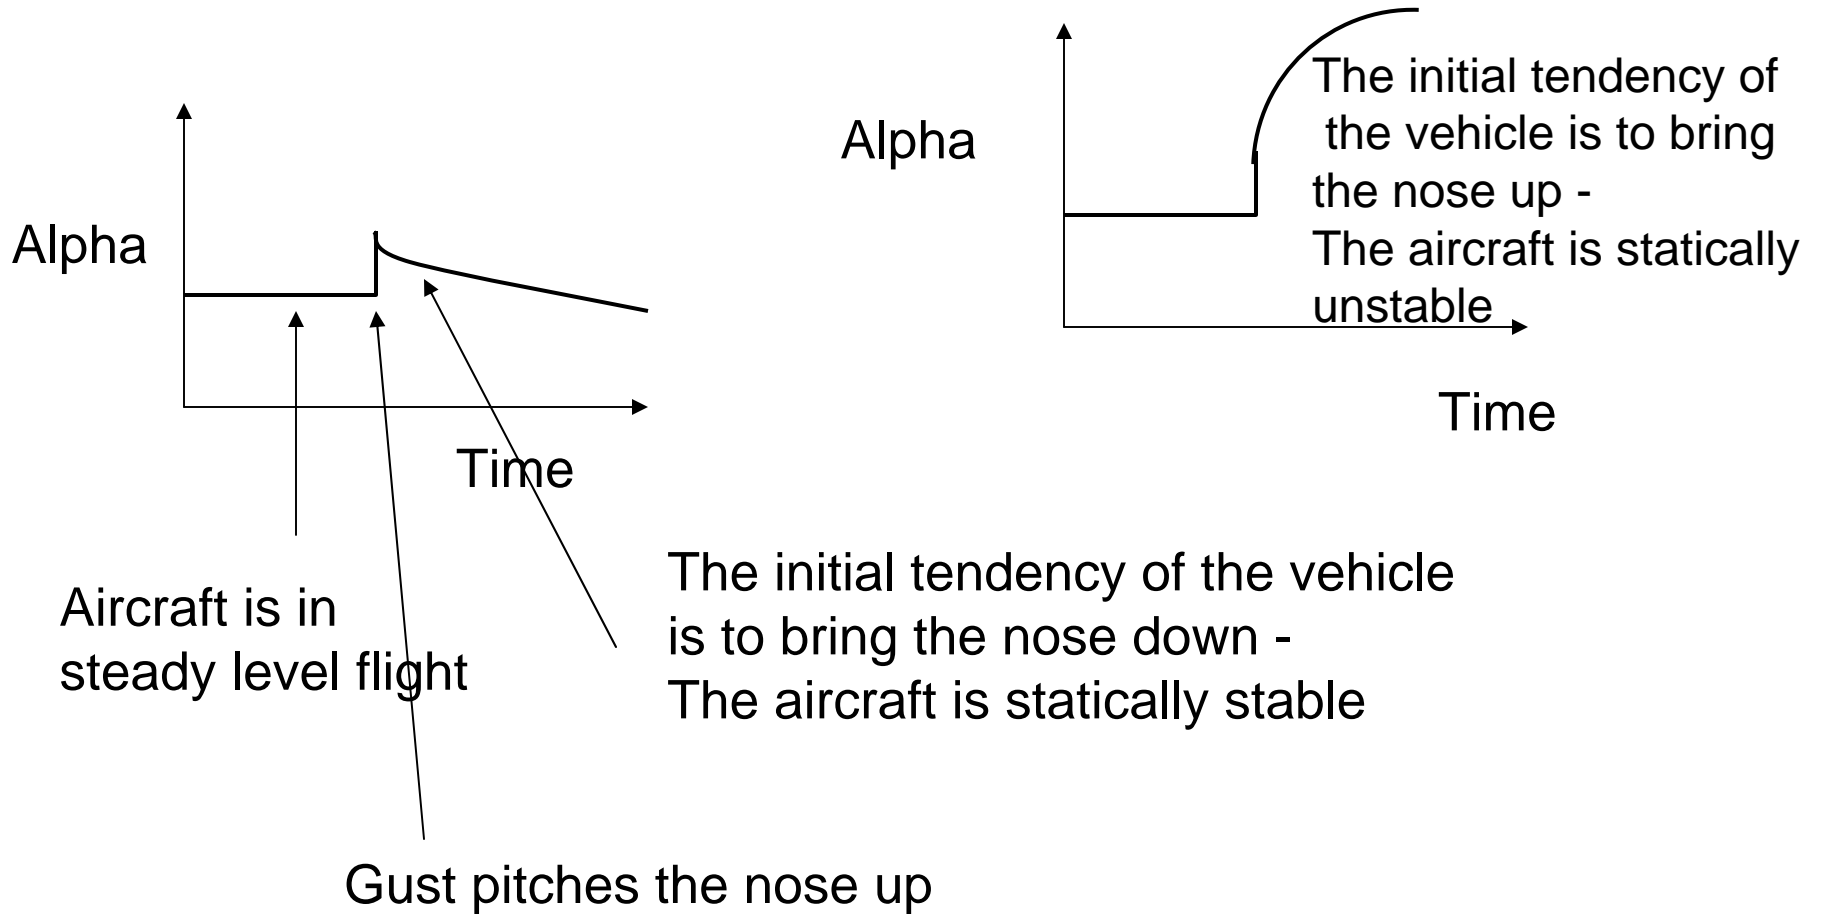 Alpha
Time
Aircraft is in
steady level flight
Gust pitches the nose up
The initial tendency of the vehicle
is to bring the nose down -
The aircraft is statically stable
Alpha
The initial tendency of
the vehicle is to bring
the nose up -
The aircraft is statically
unstable
Time